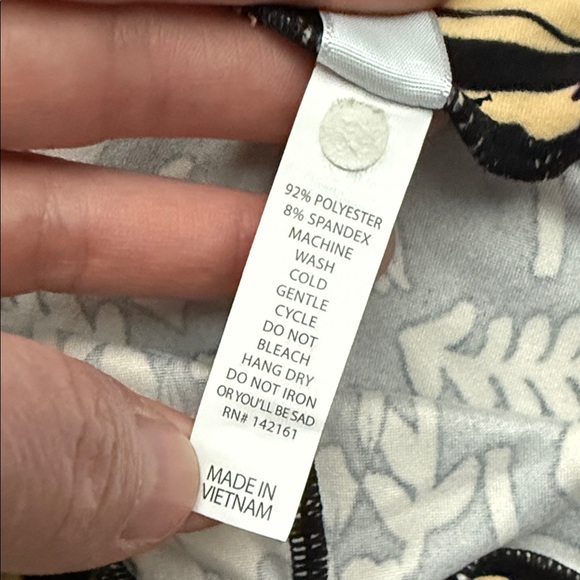 92% POLYESTER
8% SPANDEX
MACHINE
WASH
COLD
GENTLE
CYCLE
DO NOT
BLEACH
HANG DRY
DO NOT IRON
OR YOU'LL BE SAD
RN# 142161
MADE IN
VIETNAM